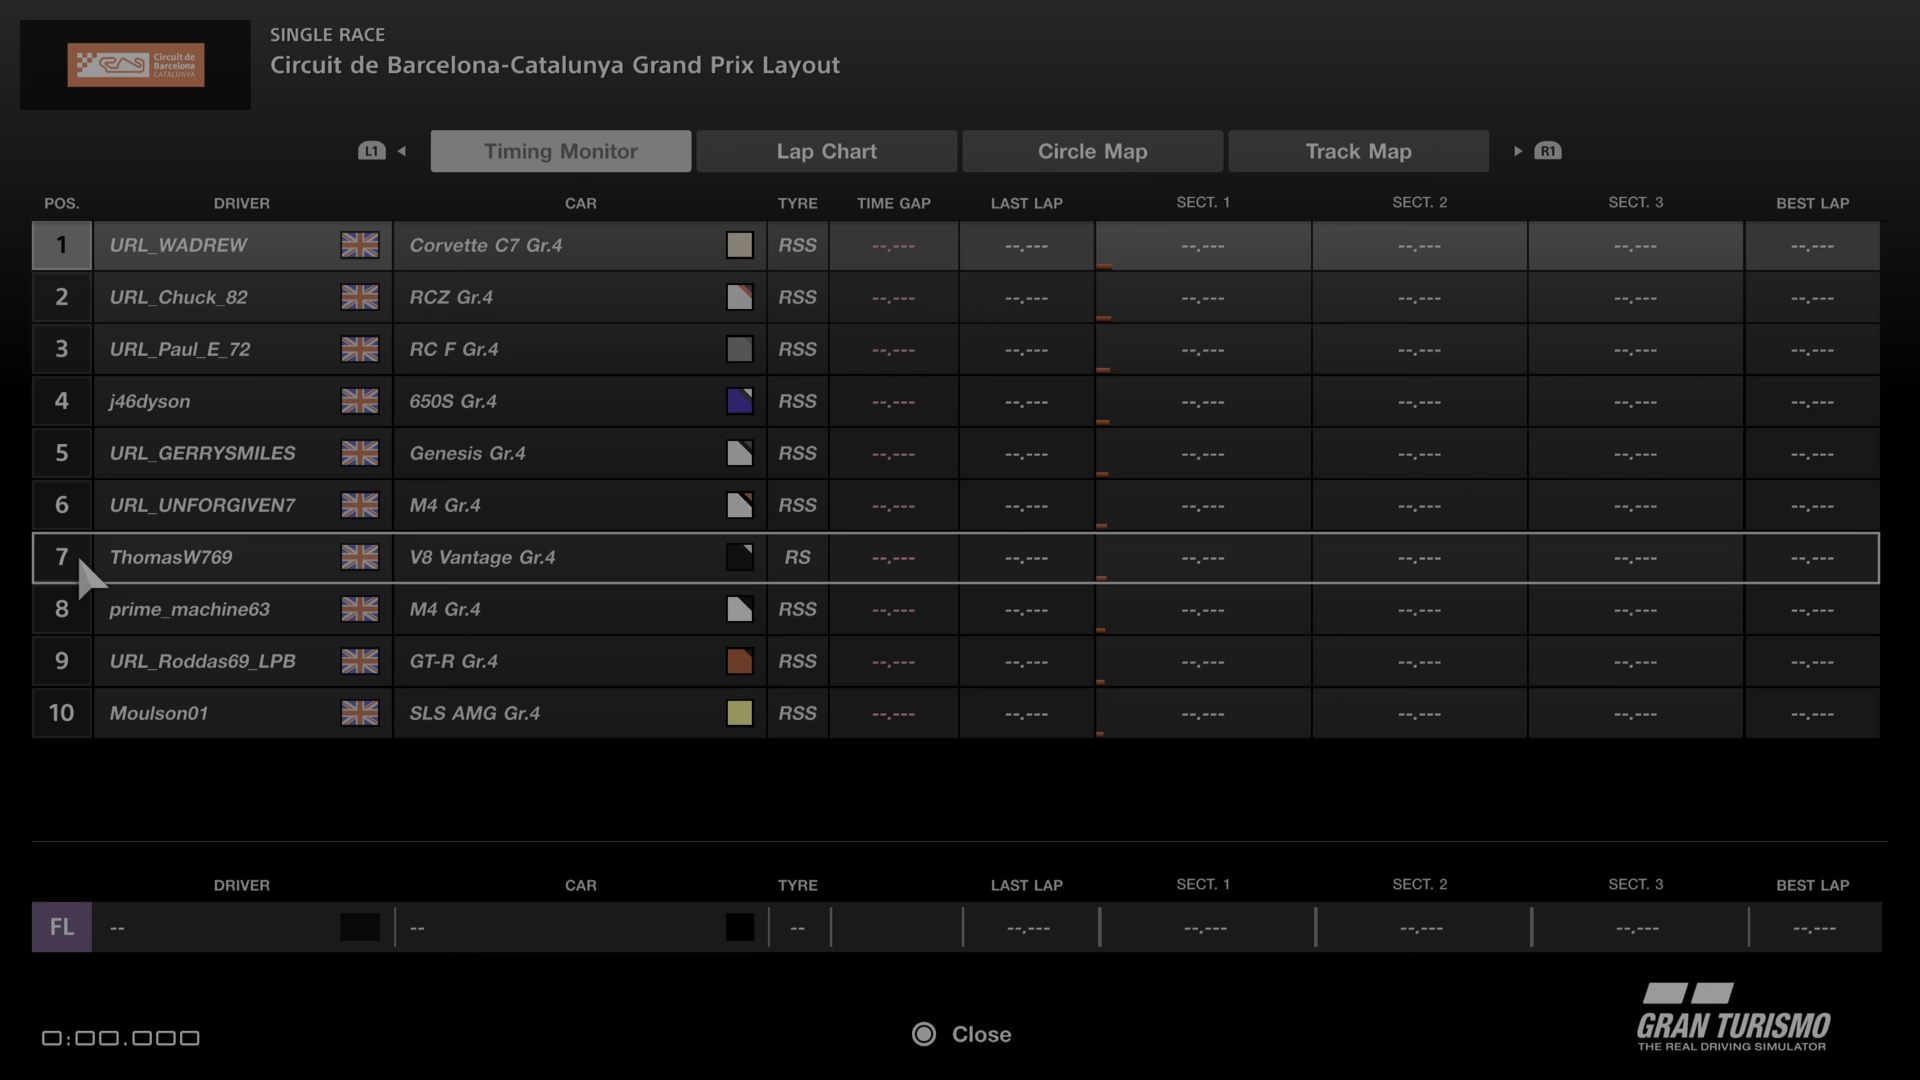 Circuit de
Barcelona
CATALUNYA
SINGLE RACE
Circuit de Barcelona-Catalunya Grand Prix Layout
L1 Timing Monitor Lap Chart Circle Map Track Map R1
POS. DRIVER CAR TYRE TIME GAP LAST LAP SECT. 1 SECT. 2 SECT. 3 BEST LAP
1 URL_WADREW Corvette C7 Gr.4 RSS --.--- --.--- --.--- --.--- --.--- --.---
2 URL_Chuck_82 RCZ Gr.4 RSS --.--- --.--- --.--- --.--- --.--- --.---
3 URL_Paul_E_72 RC F Gr.4 RSS --.--- --.--- --.--- --.--- --.--- --.---
4 j46dyson 650S Gr.4 RSS --.--- --.--- --.--- --.--- --.--- --.---
5 URL_GERRYSMILES Genesis Gr.4 RSS --.--- --.--- --.--- --.--- --.--- --.---
6 URL_UNFORGIVEN7 M4 Gr.4 RSS --.--- --.--- --.--- --.--- --.--- --.---
7 ThomasW769 V8 Vantage Gr.4 RS --.--- --.--- --.--- --.--- --.--- --.---
8 prime_machine63 M4 Gr.4 RSS --.--- --.--- --.--- --.--- --.--- --.---
9 URL_Roddas69_LPB GT-R Gr.4 RSS --.--- --.--- --.--- --.--- --.--- --.---
10 Moulson01 SLS AMG Gr.4 RSS --.--- --.--- --.--- --.--- --.--- --.---
DRIVER CAR TYRE LAST LAP SECT. 1 SECT. 2 SECT. 3 BEST LAP
FL -- -- -- --.--- --.--- --.--- --.--- --.---
0:00.000
Close
GRAN TURISMO
THE REAL DRIVING SIMULATOR